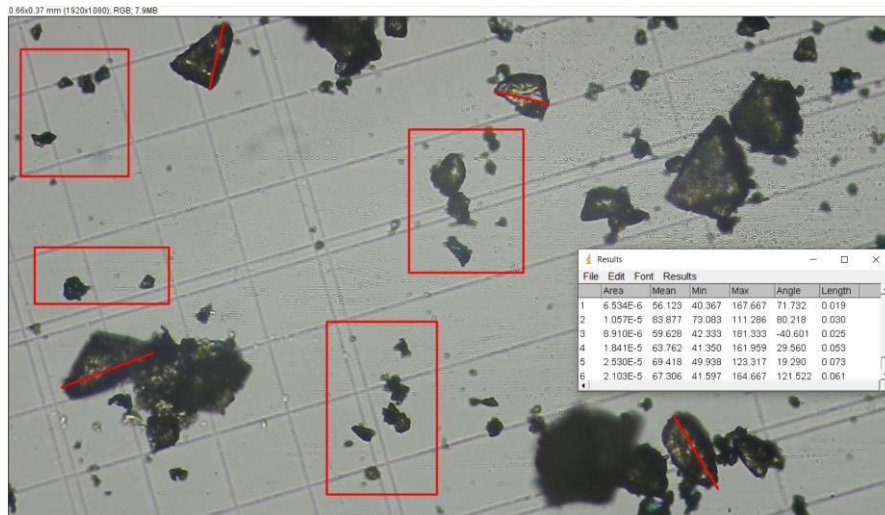 0.66x0.37 mm (1920x1080); RGB; 7.9MB
Results
File Edit Font Results
Area Mean Min Max Angle Length
1 6.534E-6 56.123 40.367 167.667 71.732 0.019
2 1.057E-5 83.877 73.083 111.286 80.218 0.030
3 8.910E-6 59.628 42.333 181.333 -40.601 0.025
4 1.841E-5 63.762 41.350 161.959 29.560 0.053
5 2.530E-5 69.418 49.938 123.317 19.290 0.073
6 2.103E-5 67.306 41.597 164.667 121.522 0.061